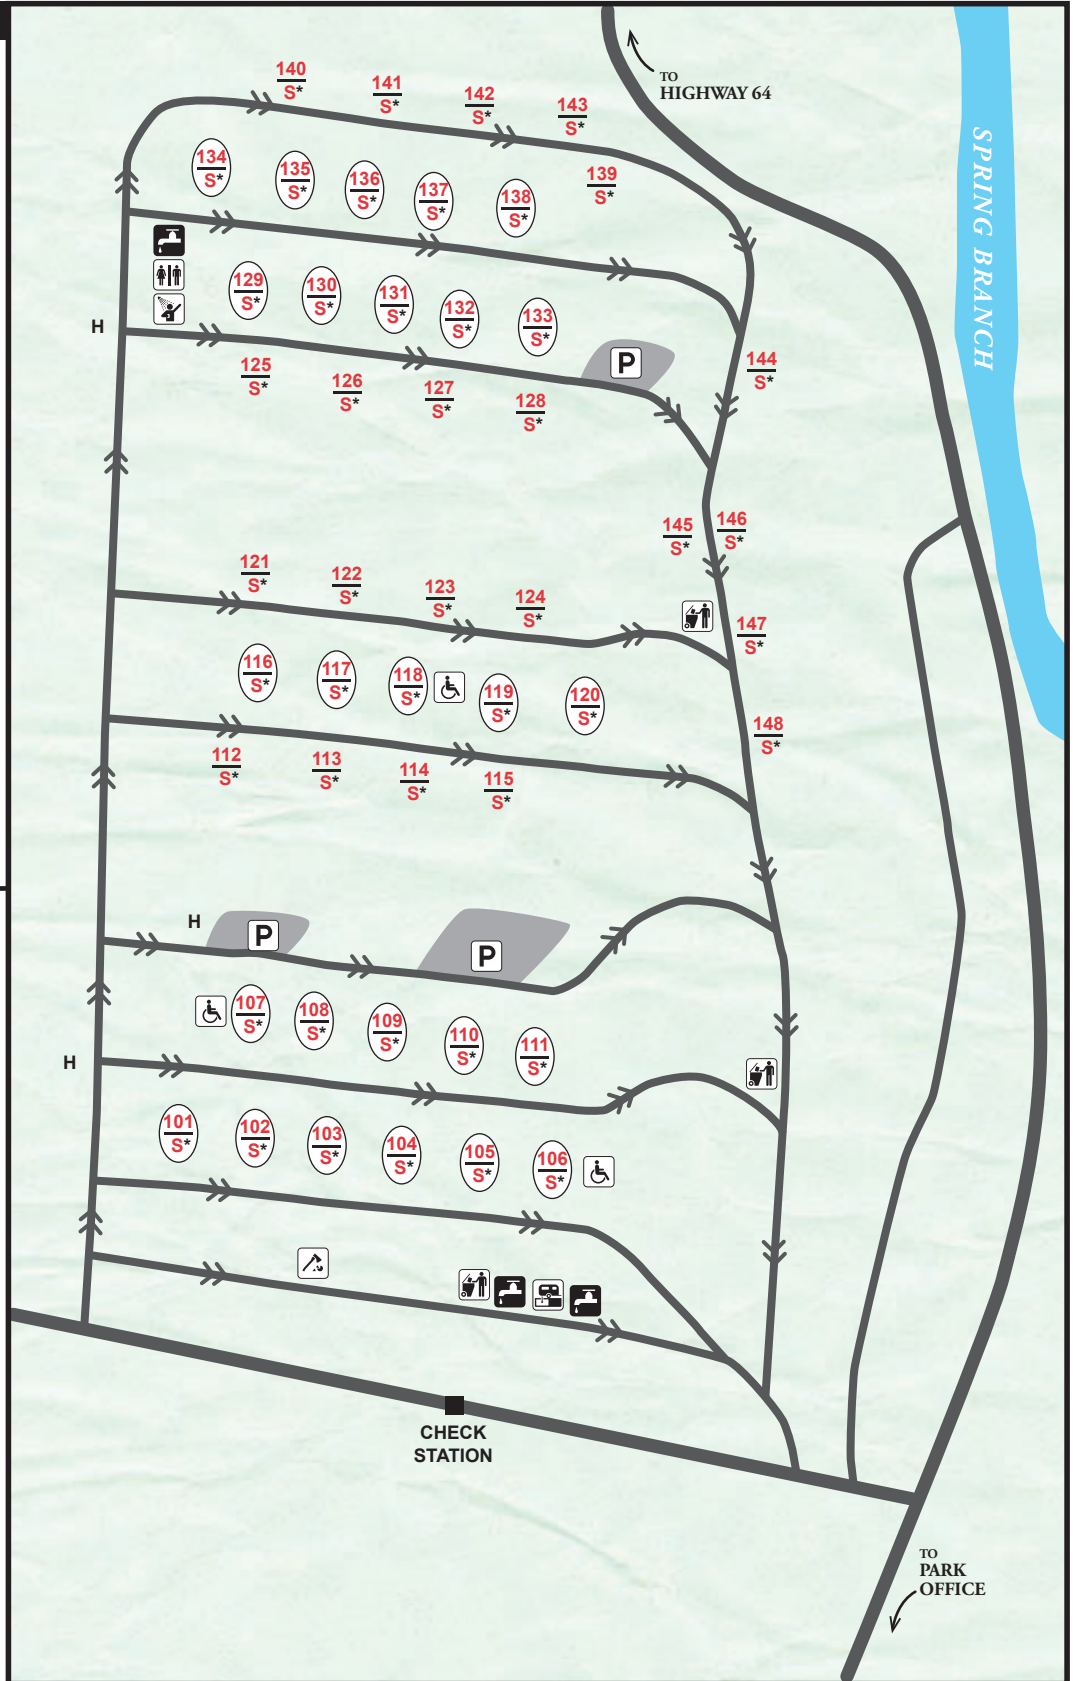 140
S*
141
S*
142
S*
143
S*
TO
HIGHWAY 64
134
S*
135
S*
136
S*
137
S*
138
S*
139
S*
SPRING BRANCH
129
S*
130
S*
131
S*
132
S*
133
S*
H
P
125
S*
126
S*
127
S*
128
S*
144
S*
145
S*
146
S*
121
S*
122
S*
123
S*
124
S*
147
S*
116
S*
117
S*
118
S*
119
S*
120
S*
148
S*
112
S*
113
S*
114
S*
115
S*
H
P
P
107
S*
108
S*
109
S*
110
S*
111
S*
H
101
S*
102
S*
103
S*
104
S*
105
S*
106
S*
CHECK
STATION
TO
PARK
OFFICE